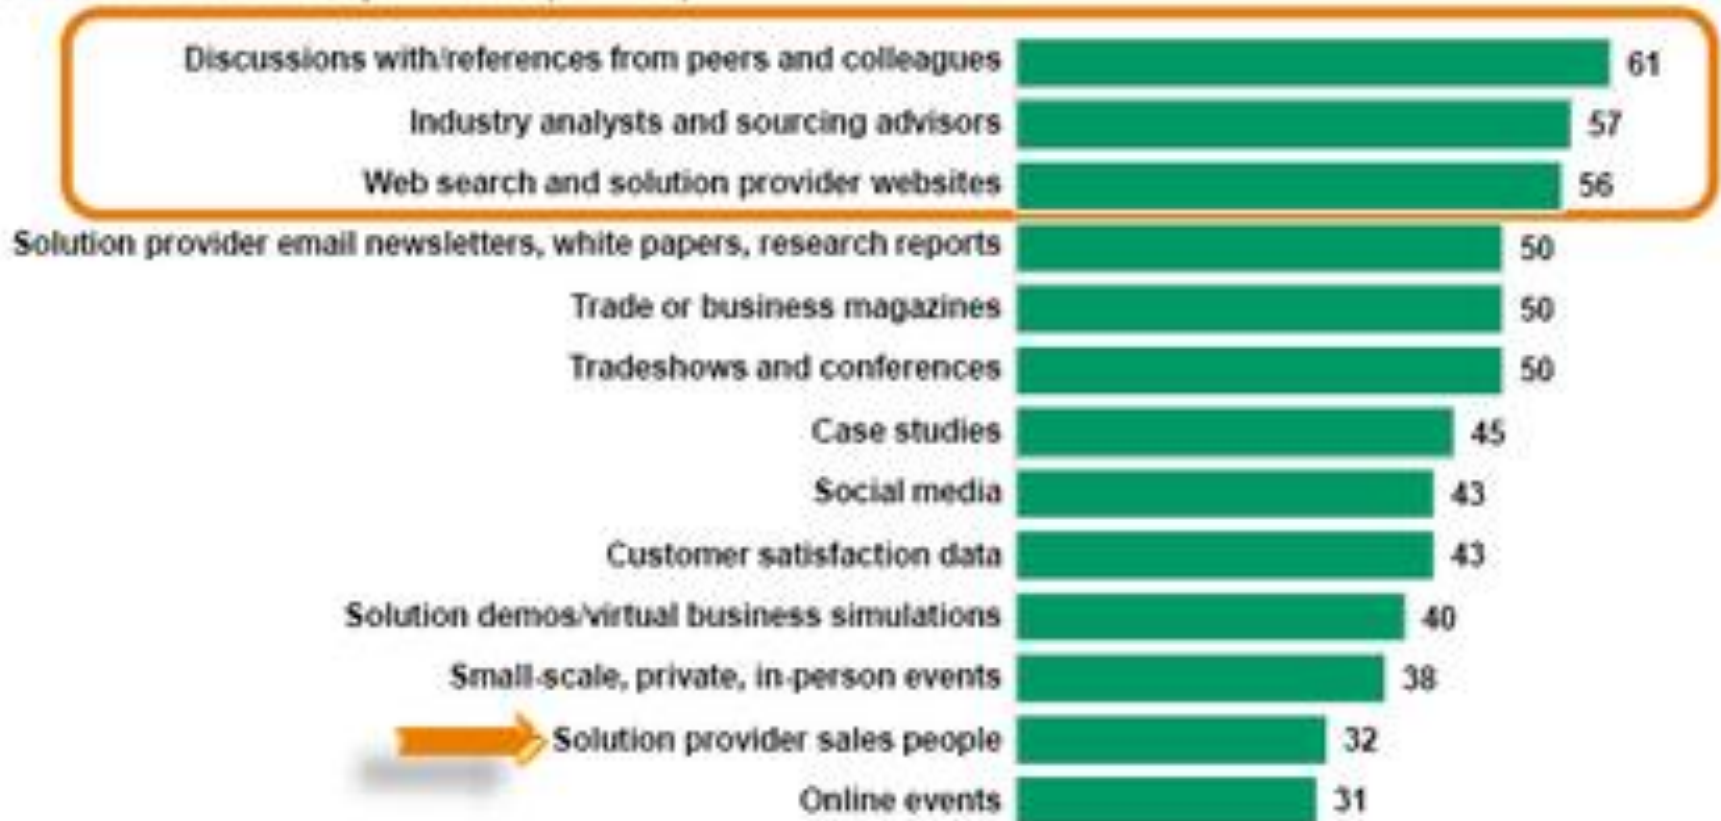 Discussions with/references from peers and colleagues 61
Industry analysts and sourcing advisors 57
Web search and solution provider websites 56
Solution provider email newsletters, white papers, research reports 50
Trade or business magazines 50
Tradeshows and conferences 50
Case studies 45
Social media 43
Customer satisfaction data 43
Solution demos/virtual business simulations 40
Small-scale, private, in-person events 38
Solution provider sales people 32
Online events 31